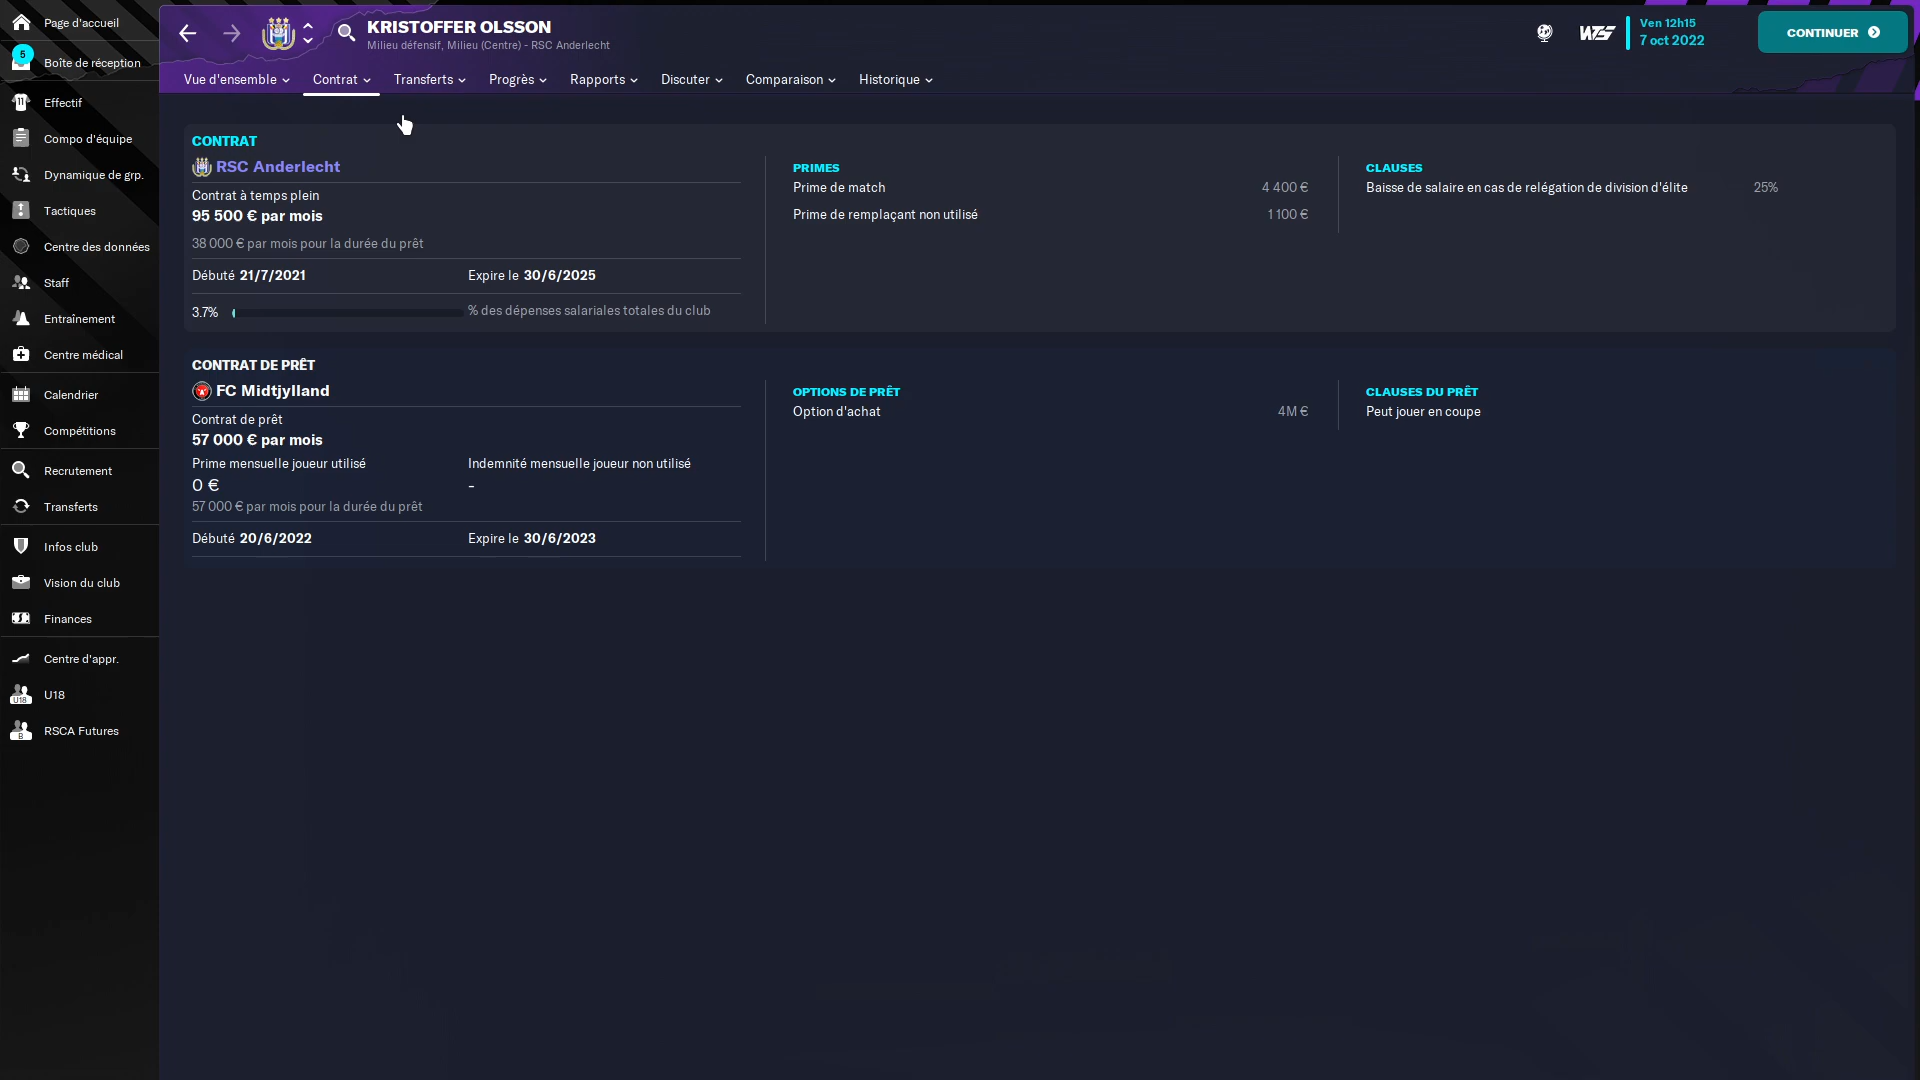 Page d'accueil
5
Boîte de réception
Effectif
Compo d'équipe
Dynamique de grp.
Tactiques
Centre des données
Staff
Entraînement
Centre médical
Calendrier
Compétitions
Recrutement
Transferts
Infos club
Vision du club
Finances
Centre d'appr.
U18
U18
B
RSCA Futures
KRISTOFFER OLSSON
Milieu défensif, Milieu (Centre) - RSC Anderlecht
Ven 12h15
7 oct 2022
CONTINUER
Vue d'ensemble
Contrat
Transferts
Progrès
Rapports
Discuter
Comparaison
Historique
CONTRAT
RSC Anderlecht
Contrat à temps plein
95 500 € par mois
38 000 € par mois pour la durée du prêt
Débuté 21/7/2021
Expire le 30/6/2025
3.7%
% des dépenses salariales totales du club
PRIMES
Prime de match 4 400 €
Prime de remplaçant non utilisé 1 100 €
CLAUSES
Baisse de salaire en cas de relégation de division d'élite 25%
CONTRAT DE PRÊT
FC Midtjylland
Contrat de prêt
57 000 € par mois
Prime mensuelle joueur utilisé
0 €
Indemnité mensuelle joueur non utilisé
-
57 000 € par mois pour la durée du prêt
Débuté 20/6/2022
Expire le 30/6/2023
OPTIONS DE PRÊT
Option d'achat 4M €
CLAUSES DU PRÊT
Peut jouer en coupe